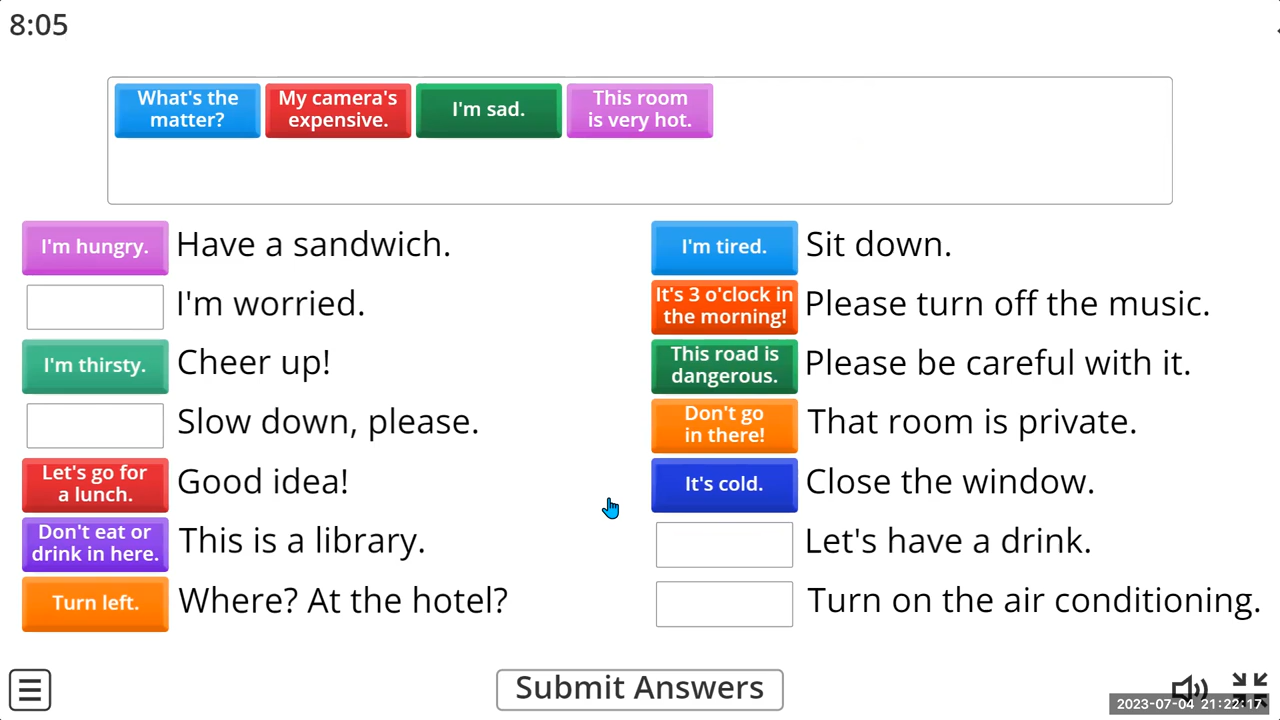 8:05
What's the
matter?
My camera's
expensive.
I'm sad.
This room
is very hot.
I'm hungry.
Have a sandwich.
I'm worried.
I'm thirsty.
Cheer up!
Slow down, please.
Let's go for
a lunch.
Good idea!
Don't eat or
drink in here.
This is a library.
Turn left.
Where? At the hotel?
I'm tired.
Sit down.
It's 3 o'clock in
the morning!
Please turn off the music.
This road is
dangerous.
Please be careful with it.
Don't go
in there!
That room is private.
It's cold.
Close the window.
Let's have a drink.
Turn on the air conditioning.
Submit Answers
2023-07-04 21:22:17